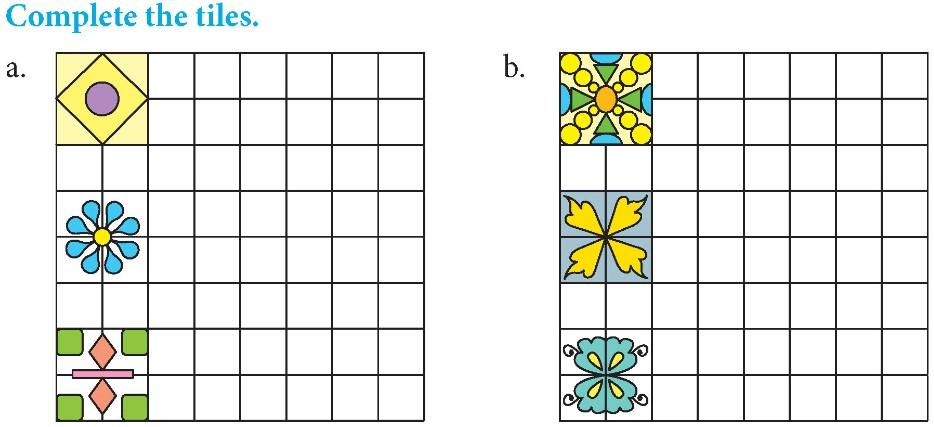 Complete the tiles.
a.
b.